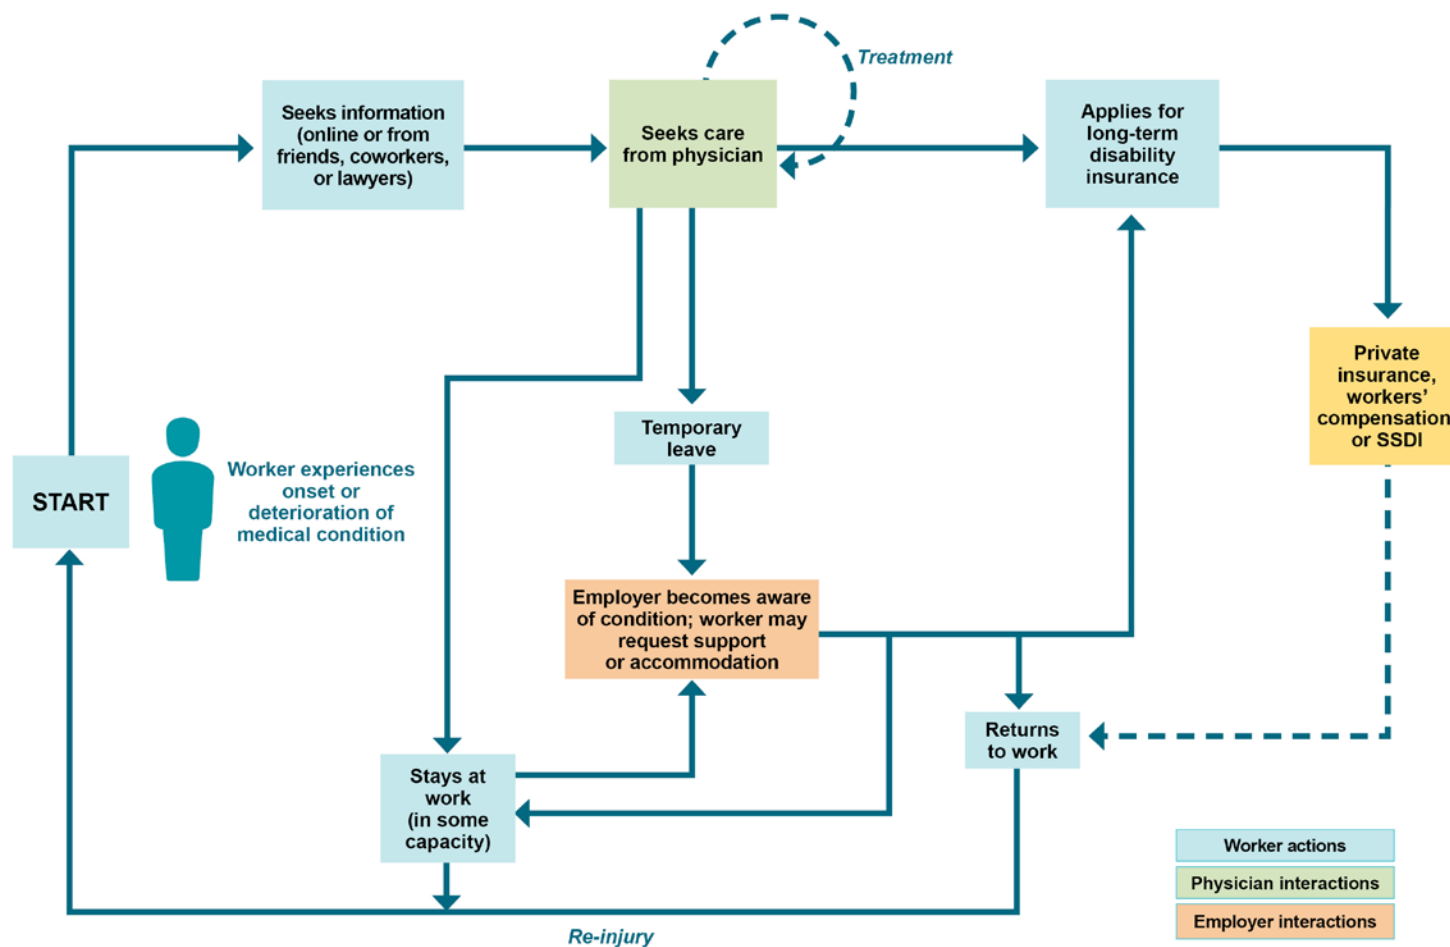 Treatment
Seeks information
(online or from
friends, coworkers,
or lawyers)
Seeks care
from physician
Applies for
long-term
disability
insurance
Private
insurance,
workers’
compensation
or SSDI
Temporary
leave
START
Worker experiences
onset or
deterioration of
medical condition
Employer becomes aware
of condition; worker may
request support
or accommodation
Returns
to work
Stays at
work
(in some
capacity)
Re-injury
Worker actions
Physician interactions
Employer interactions